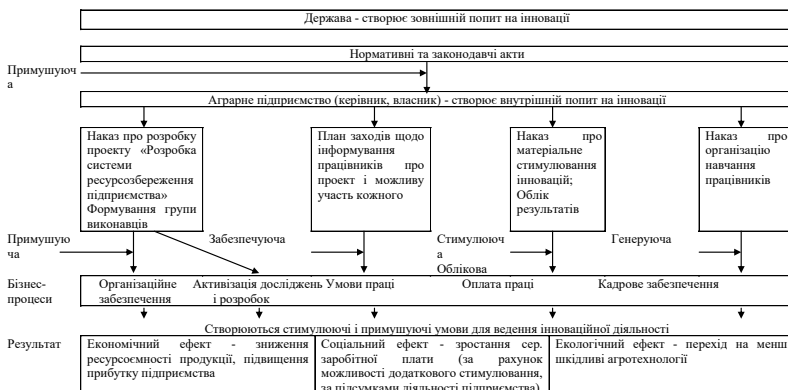 Держава - створює зовнішній попит на інновації
Нормативні та законодавчі акти
Примушуюч
а
Аграрне підприємство (керівник, власник) - створює внутрішній попит на інновації
Наказ про розробку
проекту «Розробка
системи
ресурсозбереження
підприємства»
Формування групи
виконавців
План заходів щодо
інформування
працівників про
проект і можливу
участь кожного
Наказ про
матеріальне
стимулювання
інновацій;
Облік
результатів
Наказ про
організацію
навчання
працівників
Примушую
ча
Забезпечуюча
Стимулююч
а
Облікова
Генеруюча
Бізнес-
процеси
Організаційне
забезпечення
Активізація досліджень
і розробок
Умови праці
Оплата праці
Кадрове забезпечення
Створюються стимулюючі і примушуючі умови для ведення інноваційної діяльності
Результат
Економічний ефект - зниження
ресурсоємності продукції, підвищення
прибутку підприємства
Соціальний ефект - зростання сер.
заробітної плати (за рахунок
можливості додаткового стимулювання,
за підсумками діяльності підприємства)
Екологічний ефект - перехід на менш
шкідливі агротехнології